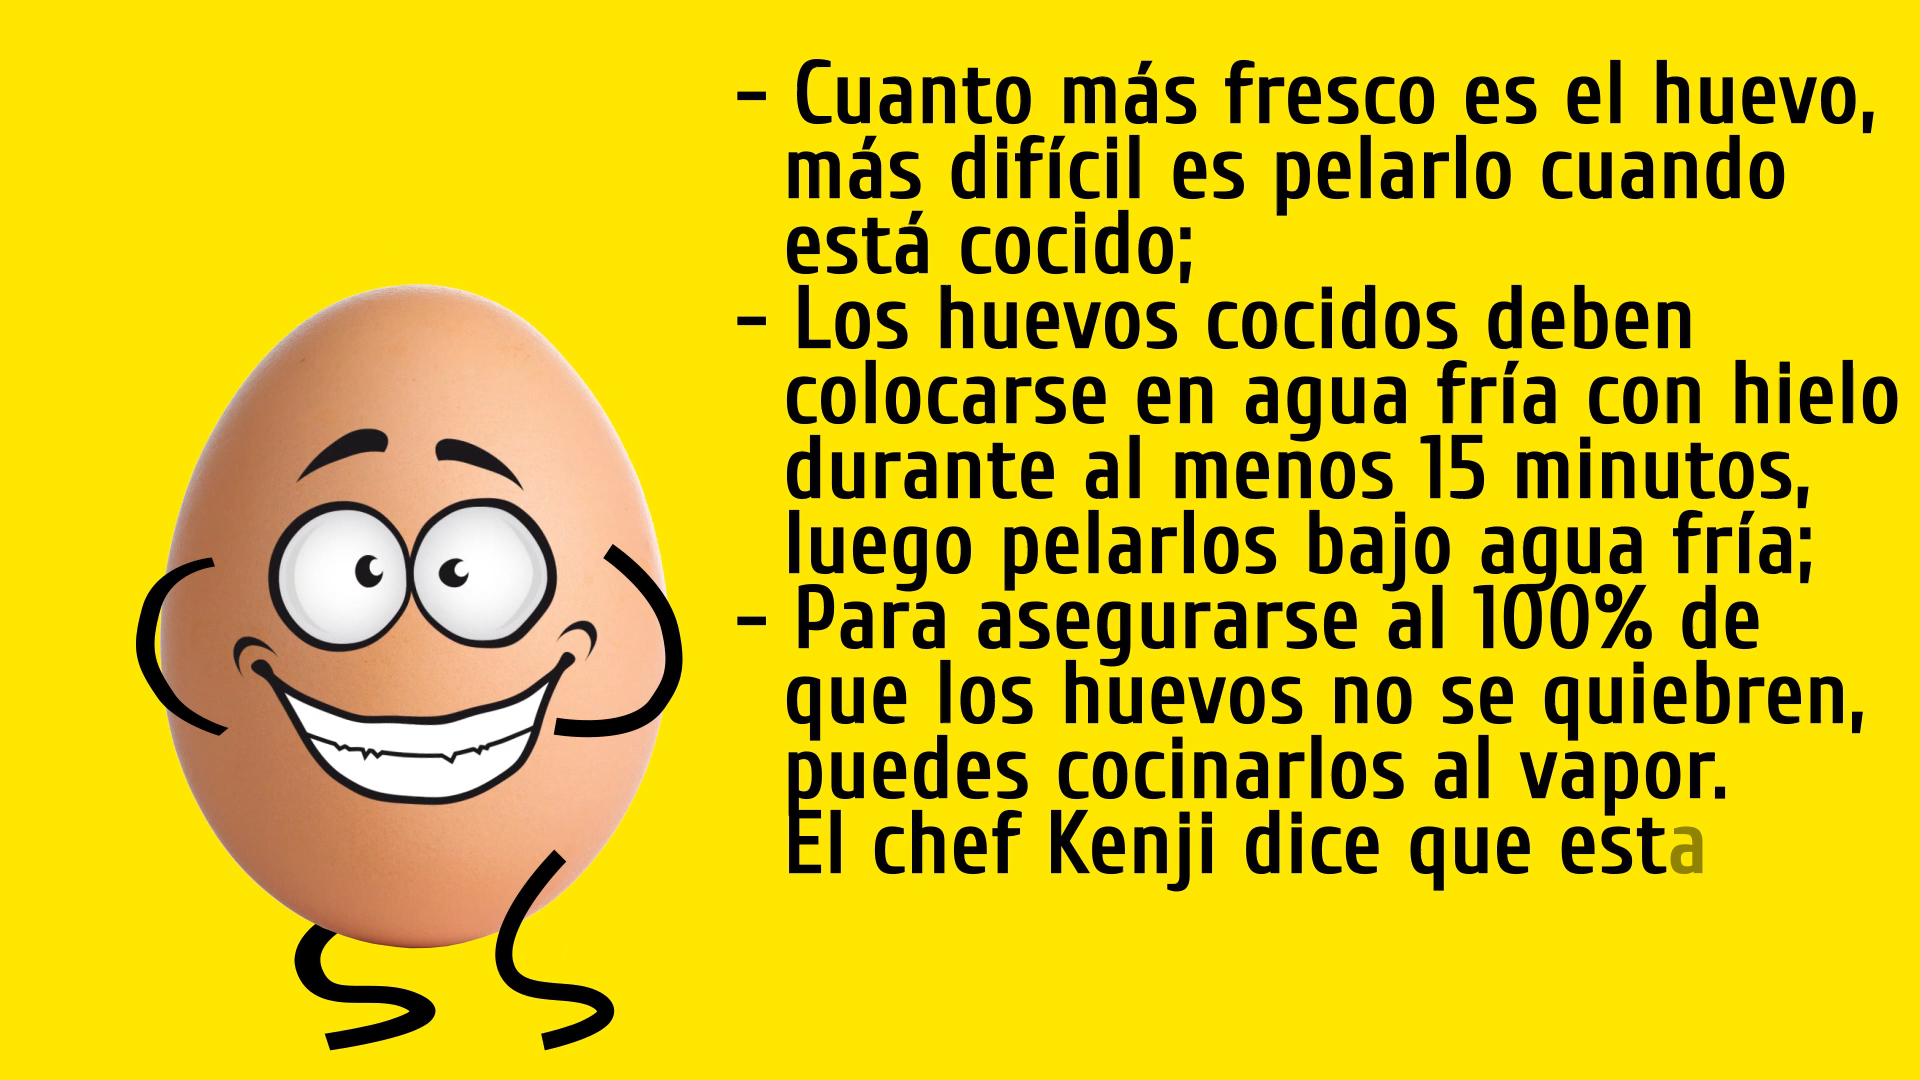 - Cuanto más fresco es el huevo,
más difícil es pelarlo cuando
está cocido;
- Los huevos cocidos deben
colocarse en agua fría con hielo
durante al menos 15 minutos,
luego pelarlos bajo agua fría;
- Para asegurarse al 100% de
que los huevos no se quiebren,
puedes cocinarlos al vapor.
El chef Kenji dice que esta